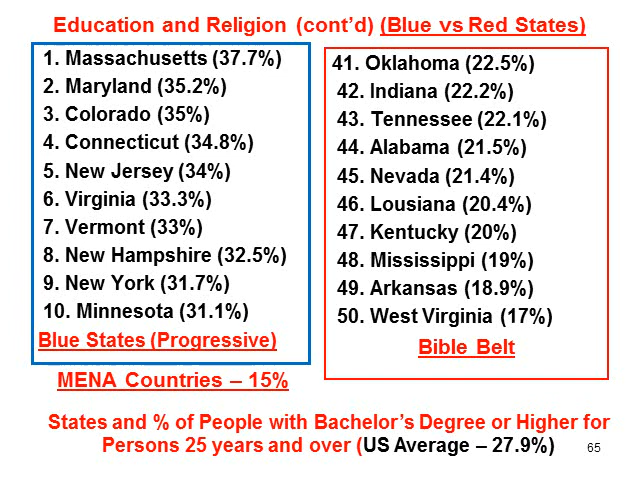 Education and Religion (cont’d) (Blue vs Red States)
1. Massachusetts (37.7%)
2. Maryland (35.2%)
3. Colorado (35%)
4. Connecticut (34.8%)
5. New Jersey (34%)
6. Virginia (33.3%)
7. Vermont (33%)
8. New Hampshire (32.5%)
9. New York (31.7%)
10. Minnesota (31.1%)
Blue States (Progressive)
MENA Countries – 15%
41. Oklahoma (22.5%)
42. Indiana (22.2%)
43. Tennessee (22.1%)
44. Alabama (21.5%)
45. Nevada (21.4%)
46. Lousiana (20.4%)
47. Kentucky (20%)
48. Mississippi (19%)
49. Arkansas (18.9%)
50. West Virginia (17%)
Bible Belt
States and % of People with Bachelor’s Degree or Higher for
Persons 25 years and over (US Average – 27.9%)
65